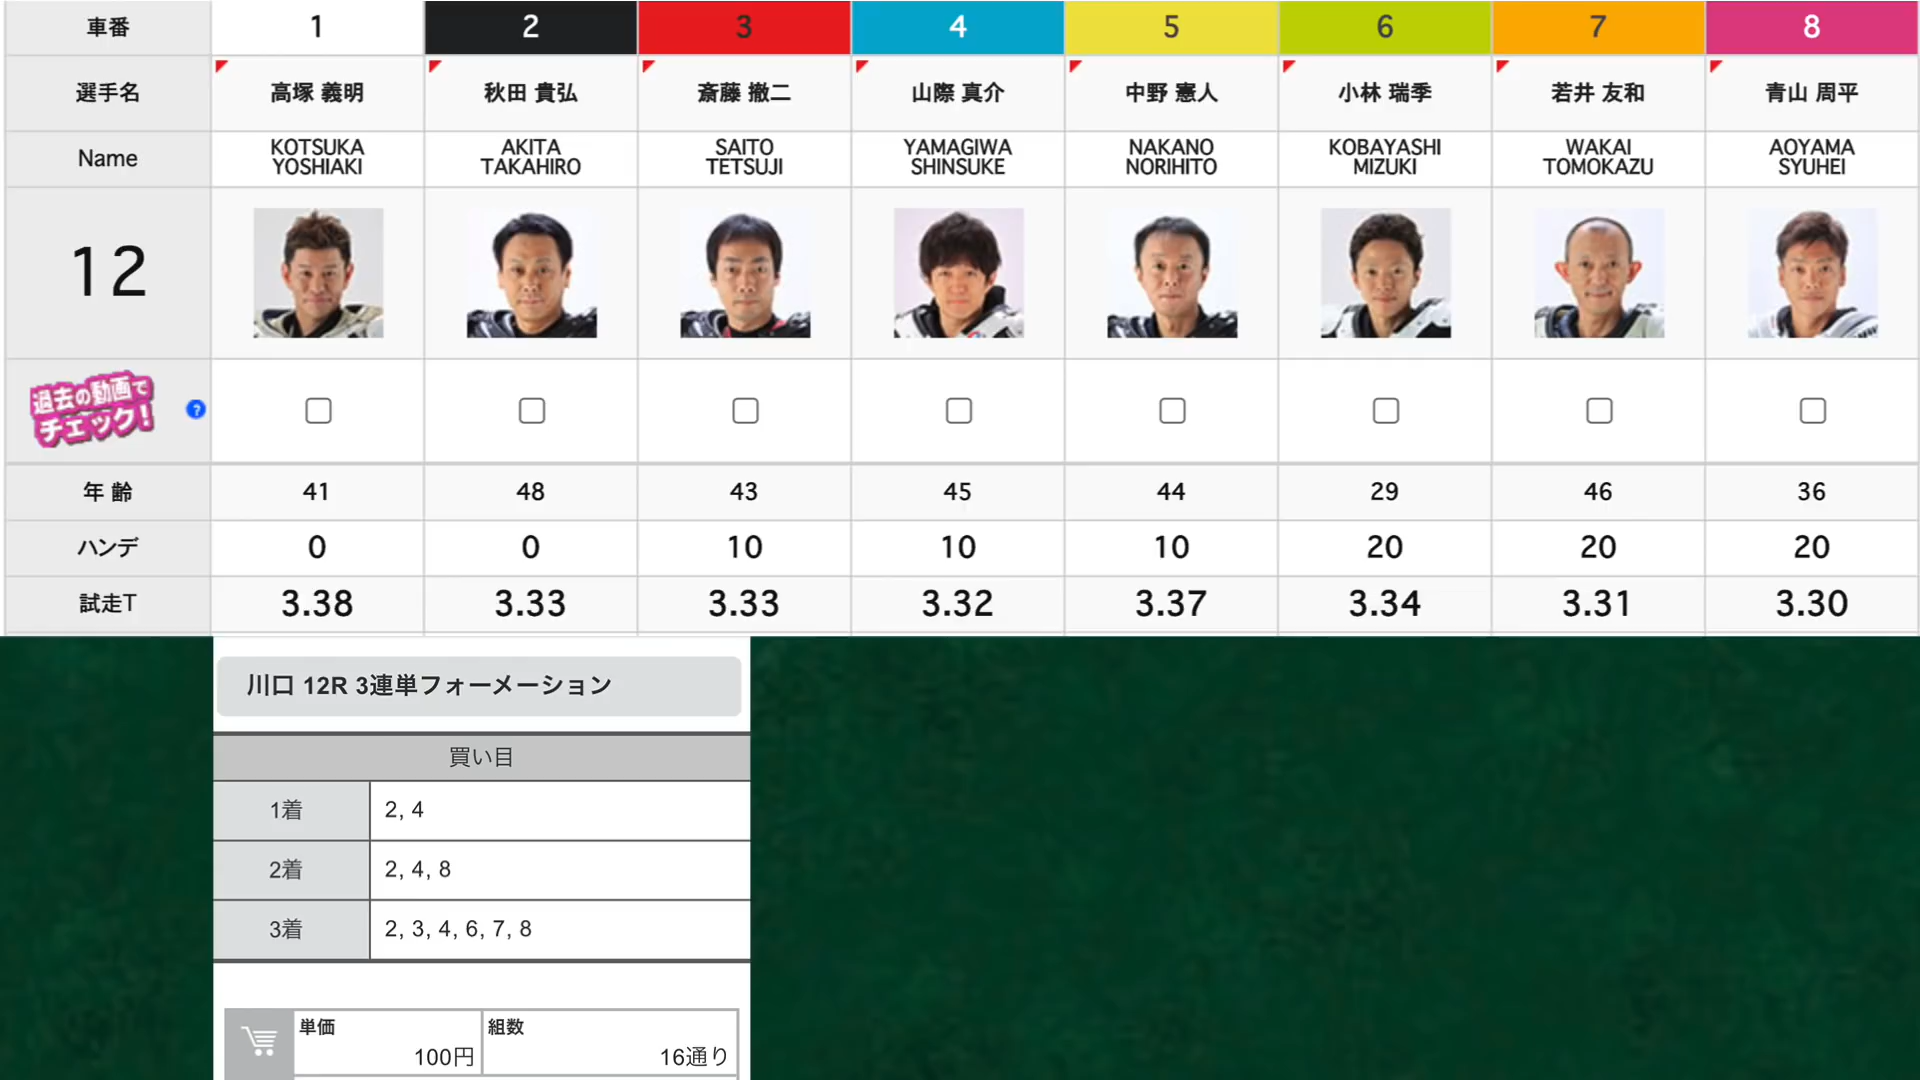 車番 1 2 3 4 5 6 7 8
選手名 高塚 義明 秋田 貴弘 斎藤 撤二 山際 真介 中野 憲人 小林 瑞季 若井 友和 青山 周平
Name KOTSUKA YOSHIAKI AKITA TAKAHIRO SAITO TETSUJI YAMAGIWA SHINSUKE NAKANO NORIHITO KOBAYASHI MIZUKI WAKAI TOMOKAZU AOYAMA SYUHEI
12
過去の動画で
チェック!
?
年齢 41 48 43 45 44 29 46 36
ハンデ 0 0 10 10 10 20 20 20
試走T 3.38 3.33 3.33 3.32 3.37 3.34 3.31 3.30
川口 12R 3連単フォーメーション
買い目
1着 2, 4
2着 2, 4, 8
3着 2, 3, 4, 6, 7, 8
単価 組数
100円 16通り